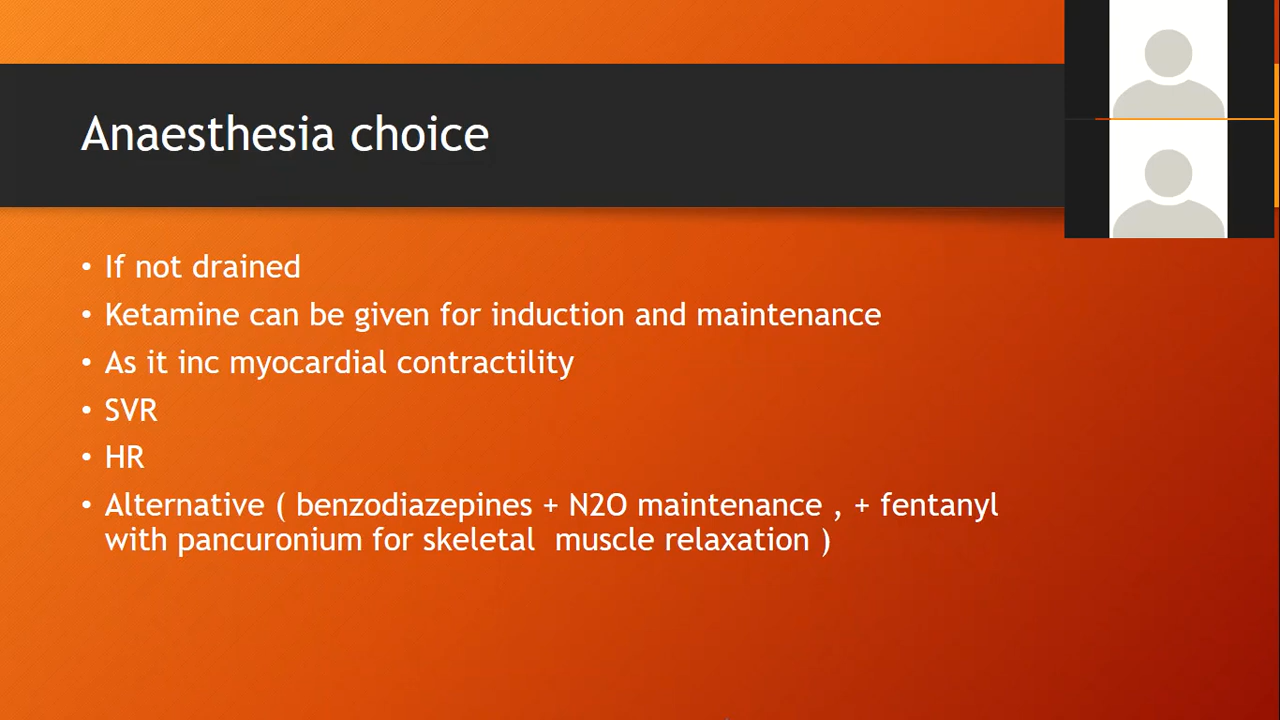 Anaesthesia choice
• If not drained
• Ketamine can be given for induction and maintenance
• As it inc myocardial contractility
• SVR
• HR
• Alternative ( benzodiazepines + N2O maintenance , + fentanyl
with pancuronium for skeletal  muscle relaxation )